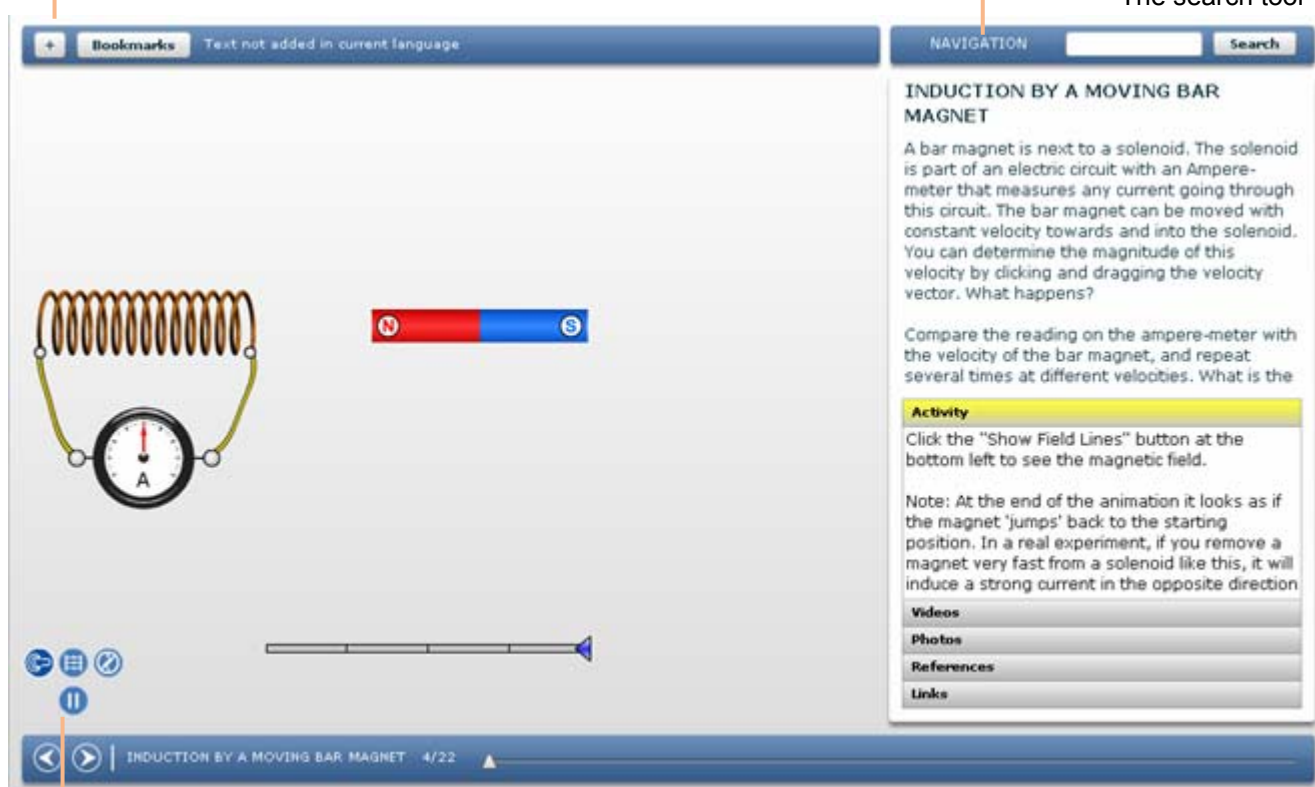 The search tool
+ Bookmarks Text not added in current language
NAVIGATION Search
INDUCTION BY A MOVING BAR
MAGNET
A bar magnet is next to a solenoid. The solenoid
is part of an electric circuit with an Ampere-
meter that measures any current going through
this circuit. The bar magnet can be moved with
constant velocity towards and into the solenoid.
You can determine the magnitude of this
velocity by clicking and dragging the velocity
vector. What happens?
Compare the reading on the ampere-meter with
the velocity of the bar magnet, and repeat
several times at different velocities. What is the
N S
A
Activity
Click the "Show Field Lines" button at the
bottom left to see the magnetic field.
Note: At the end of the animation it looks as if
the magnet 'jumps' back to the starting
position. In a real experiment, if you remove a
magnet very fast from a solenoid like this, it will
induce a strong current in the opposite direction
Videos
Photos
References
Links
INDUCTION BY A MOVING BAR MAGNET 4/22